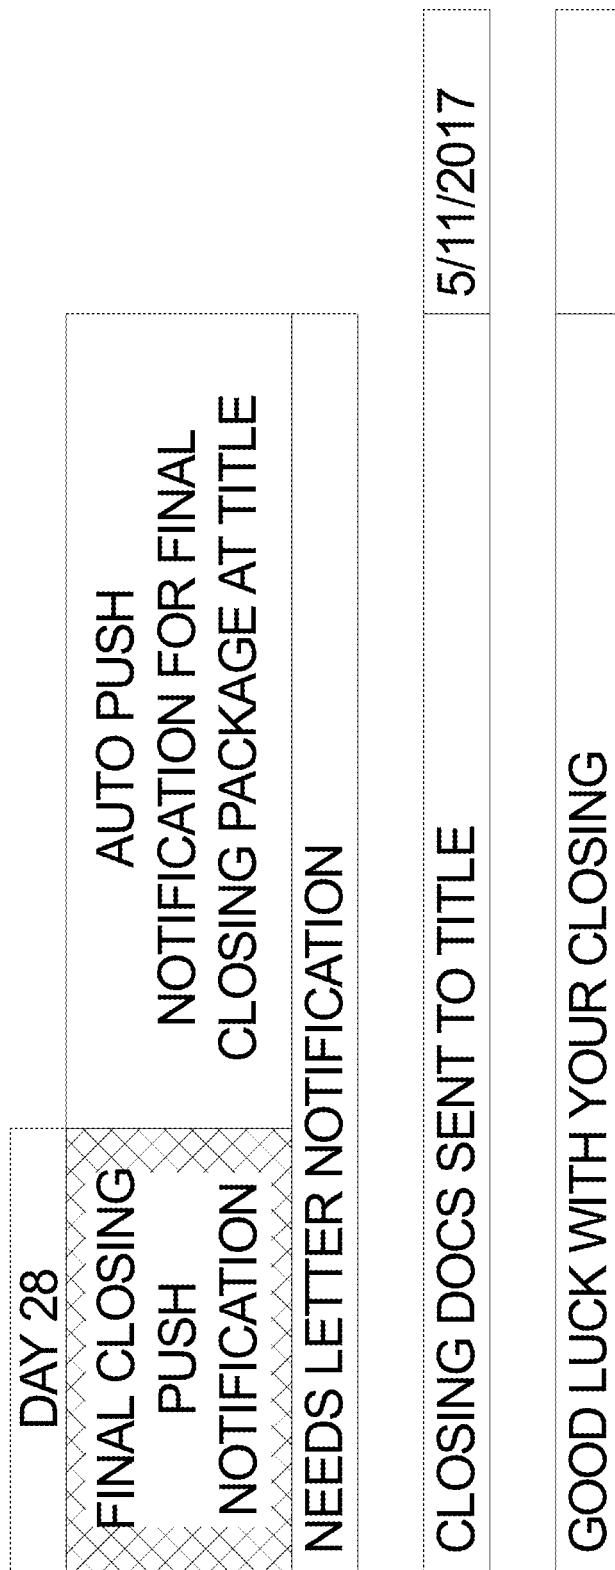 DAY 28
FINAL CLOSING
PUSH
NOTIFICATION
AUTO PUSH
NOTIFICATION FOR FINAL
CLOSING PACKAGE AT TITLE
NEEDS LETTER NOTIFICATION
CLOSING DOCS SENT TO TITLE
5/11/2017
GOOD LUCK WITH YOUR CLOSING